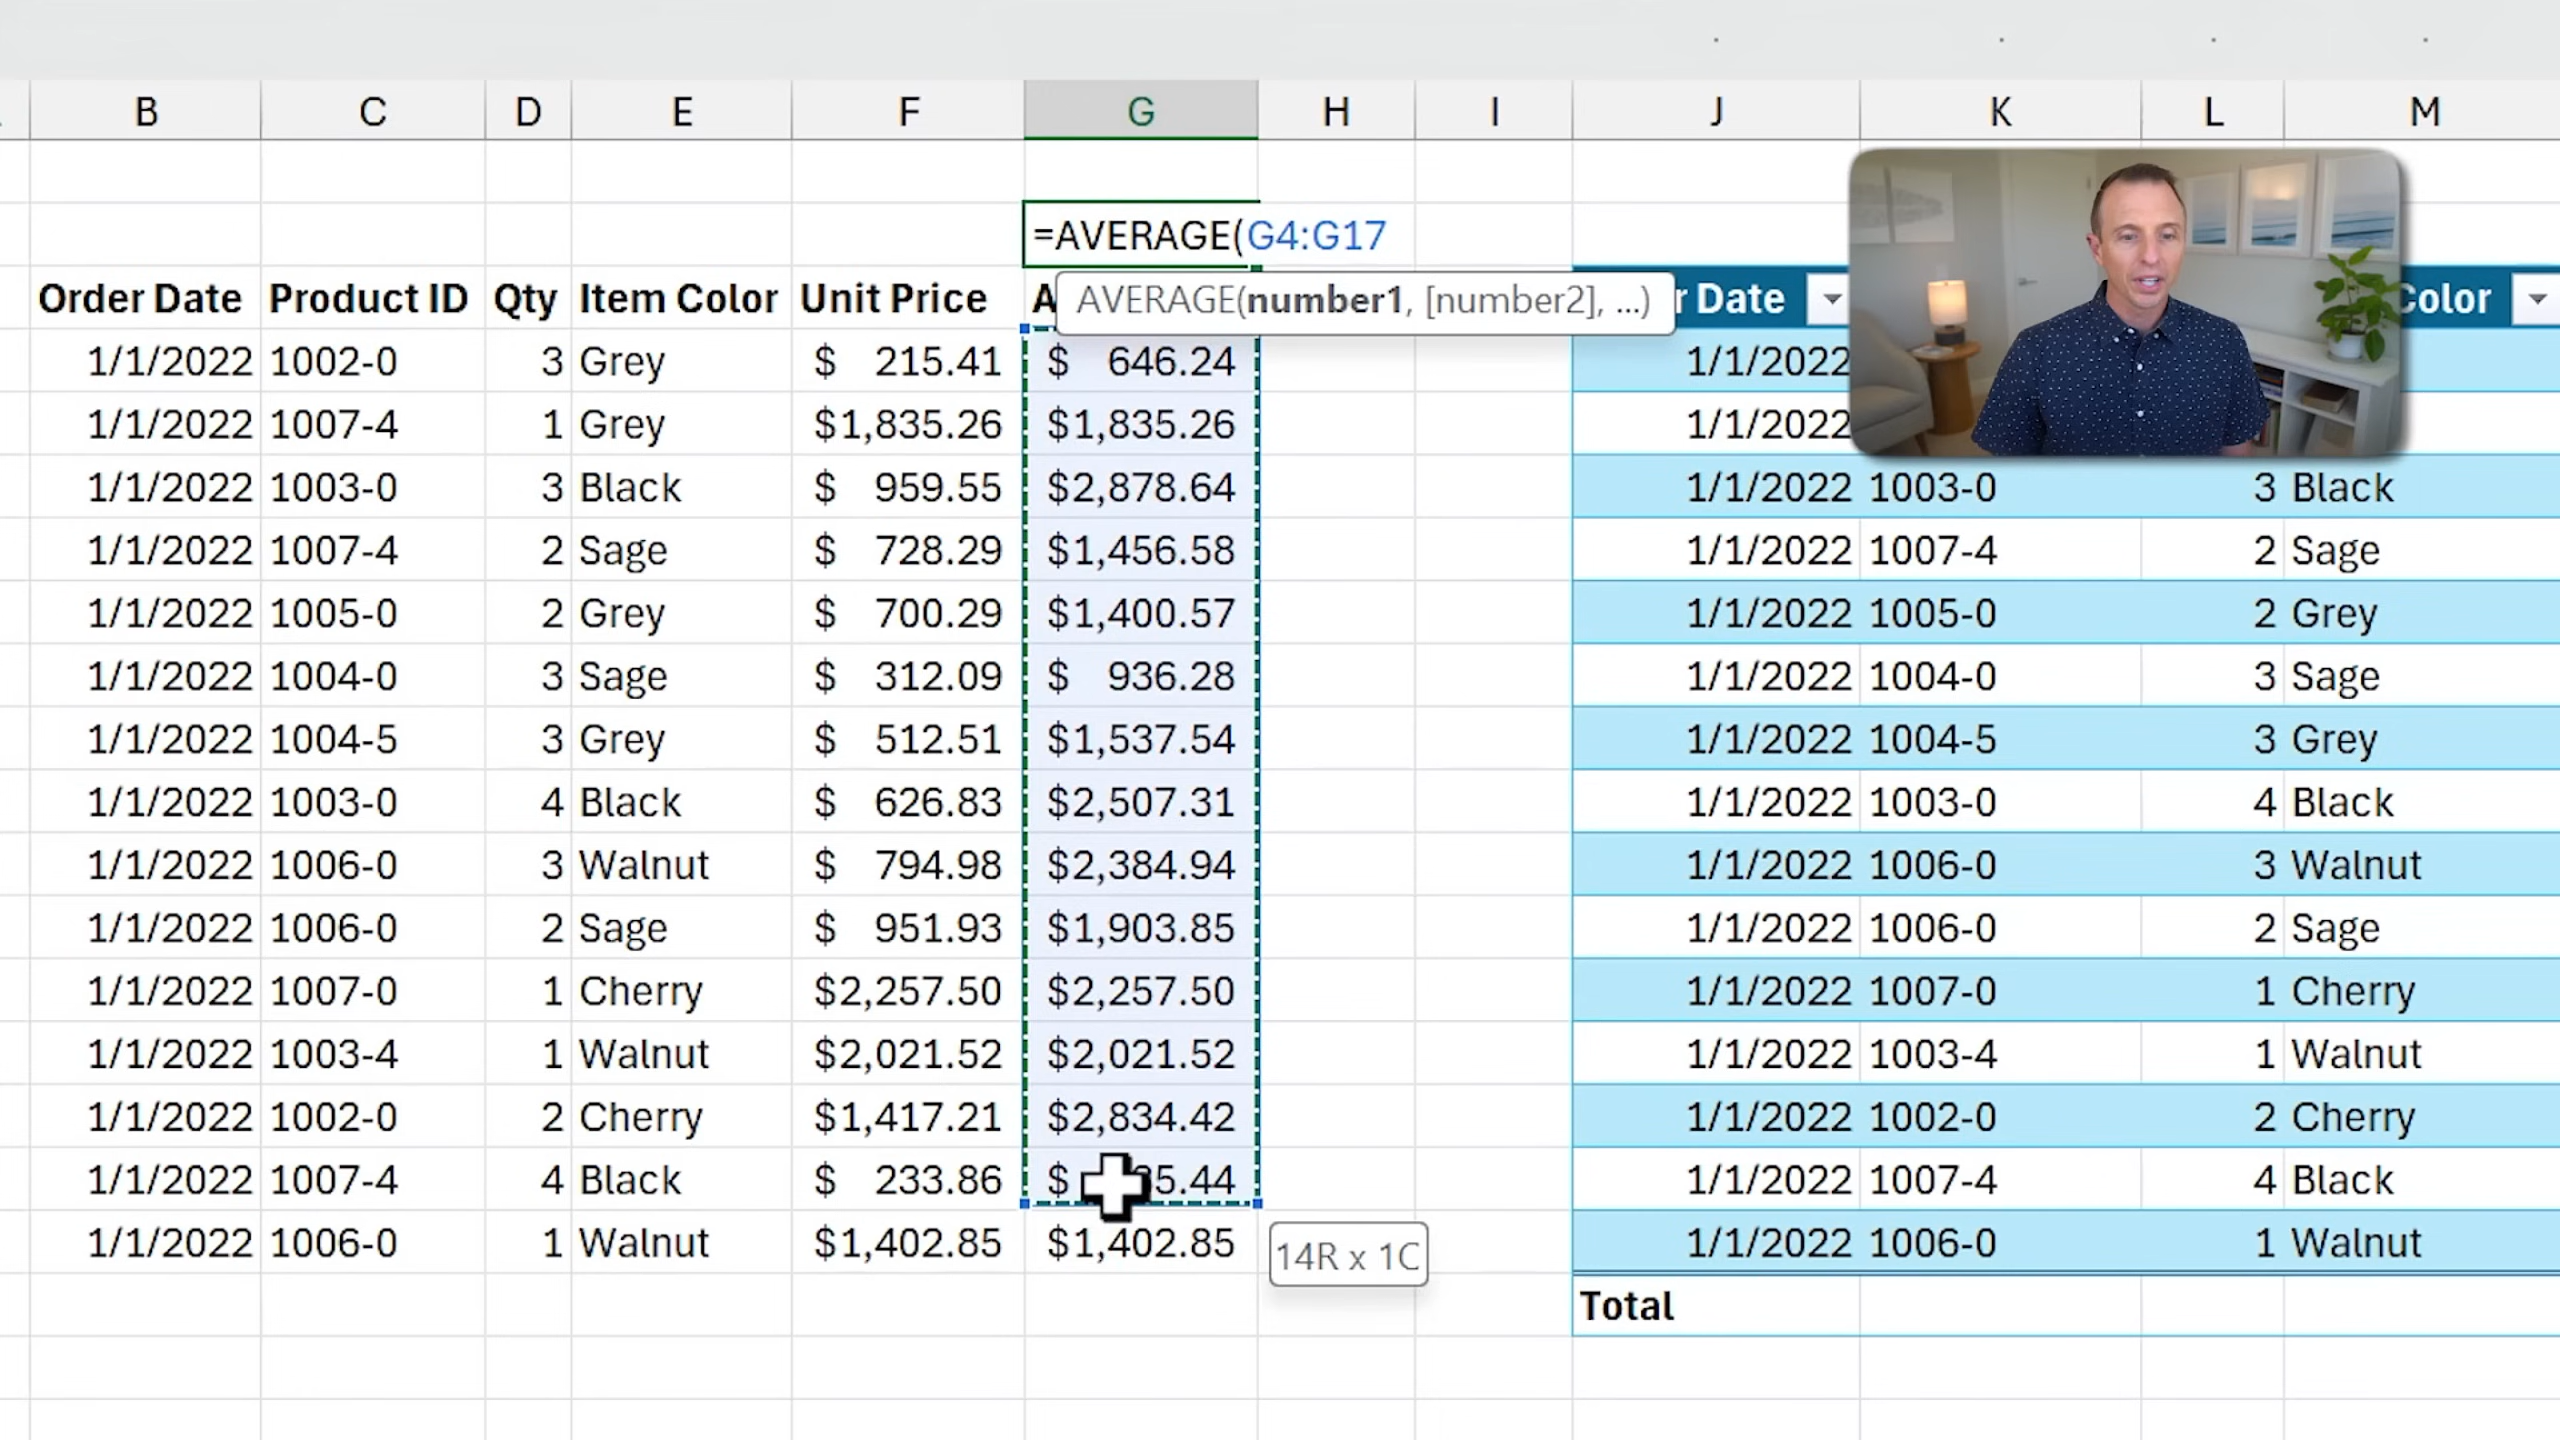 B C D E F G H I J K L M
=AVERAGE(G4:G17
AVERAGE(number1, [number2], ...)
Order Date Product ID Qty Item Color Unit Price A r Date Color
1/1/2022 1002-0 3 Grey $ 215.41 $ 646.24 1/1/2022
1/1/2022 1007-4 1 Grey $1,835.26 $1,835.26 1/1/2022
1/1/2022 1003-0 3 Black $ 959.55 $2,878.64 1/1/2022 1003-0 3 Black
1/1/2022 1007-4 2 Sage $ 728.29 $1,456.58 1/1/2022 1007-4 2 Sage
1/1/2022 1005-0 2 Grey $ 700.29 $1,400.57 1/1/2022 1005-0 2 Grey
1/1/2022 1004-0 3 Sage $ 312.09 $ 936.28 1/1/2022 1004-0 3 Sage
1/1/2022 1004-5 3 Grey $ 512.51 $1,537.54 1/1/2022 1004-5 3 Grey
1/1/2022 1003-0 4 Black $ 626.83 $2,507.31 1/1/2022 1003-0 4 Black
1/1/2022 1006-0 3 Walnut $ 794.98 $2,384.94 1/1/2022 1006-0 3 Walnut
1/1/2022 1006-0 2 Sage $ 951.93 $1,903.85 1/1/2022 1006-0 2 Sage
1/1/2022 1007-0 1 Cherry $2,257.50 $2,257.50 1/1/2022 1007-0 1 Cherry
1/1/2022 1003-4 1 Walnut $2,021.52 $2,021.52 1/1/2022 1003-4 1 Walnut
1/1/2022 1002-0 2 Cherry $1,417.21 $2,834.42 1/1/2022 1002-0 2 Cherry
1/1/2022 1007-4 4 Black $ 233.86 $ 5.44 1/1/2022 1007-4 4 Black
1/1/2022 1006-0 1 Walnut $1,402.85 $1,402.85 1/1/2022 1006-0 1 Walnut
14R x 1C
Total